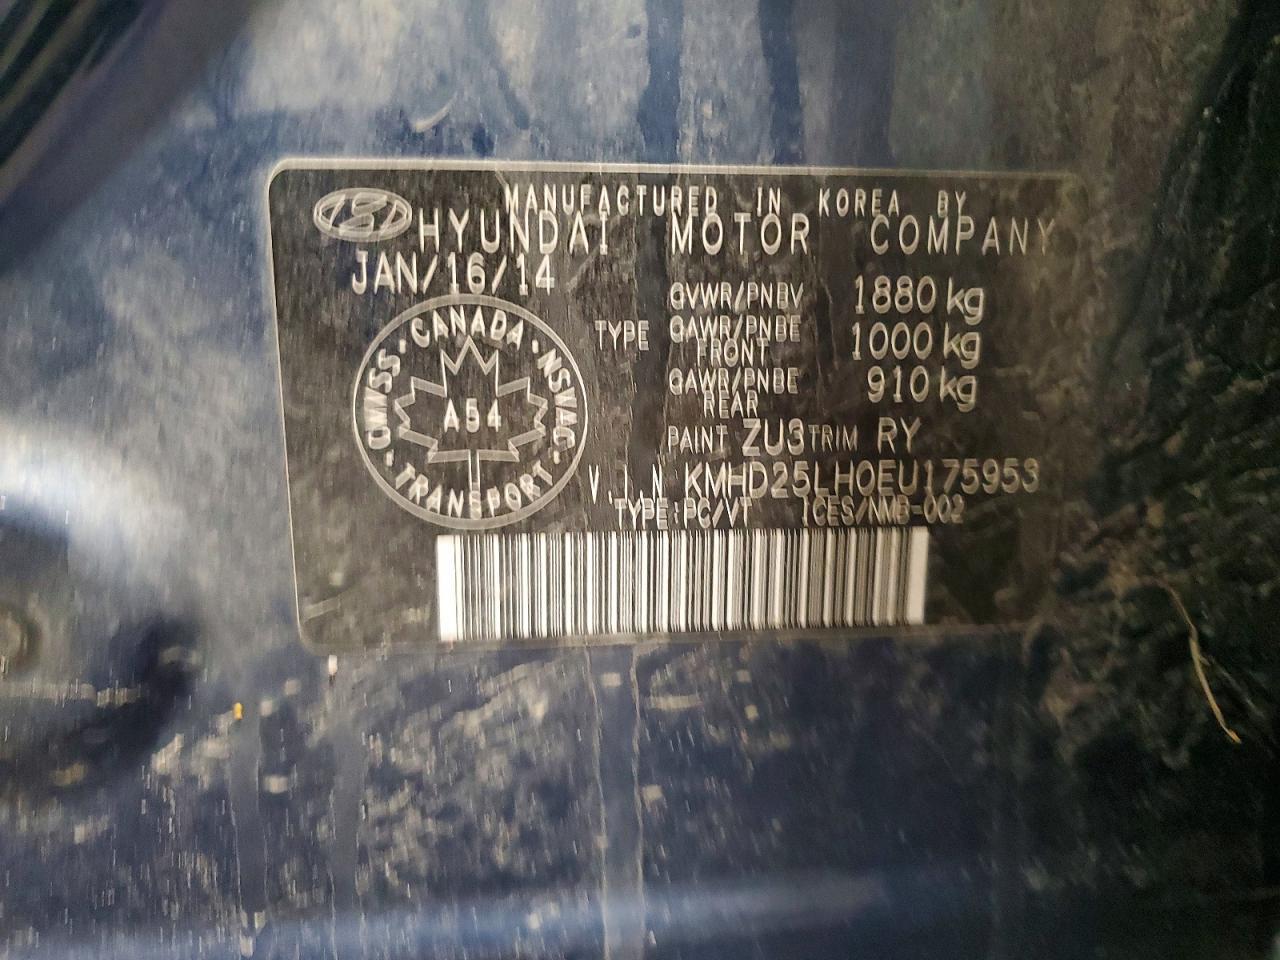 MANUFACTURED IN KOREA BY
HYUNDAI MOTOR COMPANY
JAN/16/14
GVWR/PNBV 1880 kg
TYPE GAWR/PNBE FRONT 1000 kg
GAWR/PNBE REAR 910 kg
PAINT ZU3 TRIM RY
V.I.N KMHD25LH0EU175953
TYPE:PC/VT ICES/NMB-002
CANADA
CMVSS
NSVAC
A54
TRANSPORT